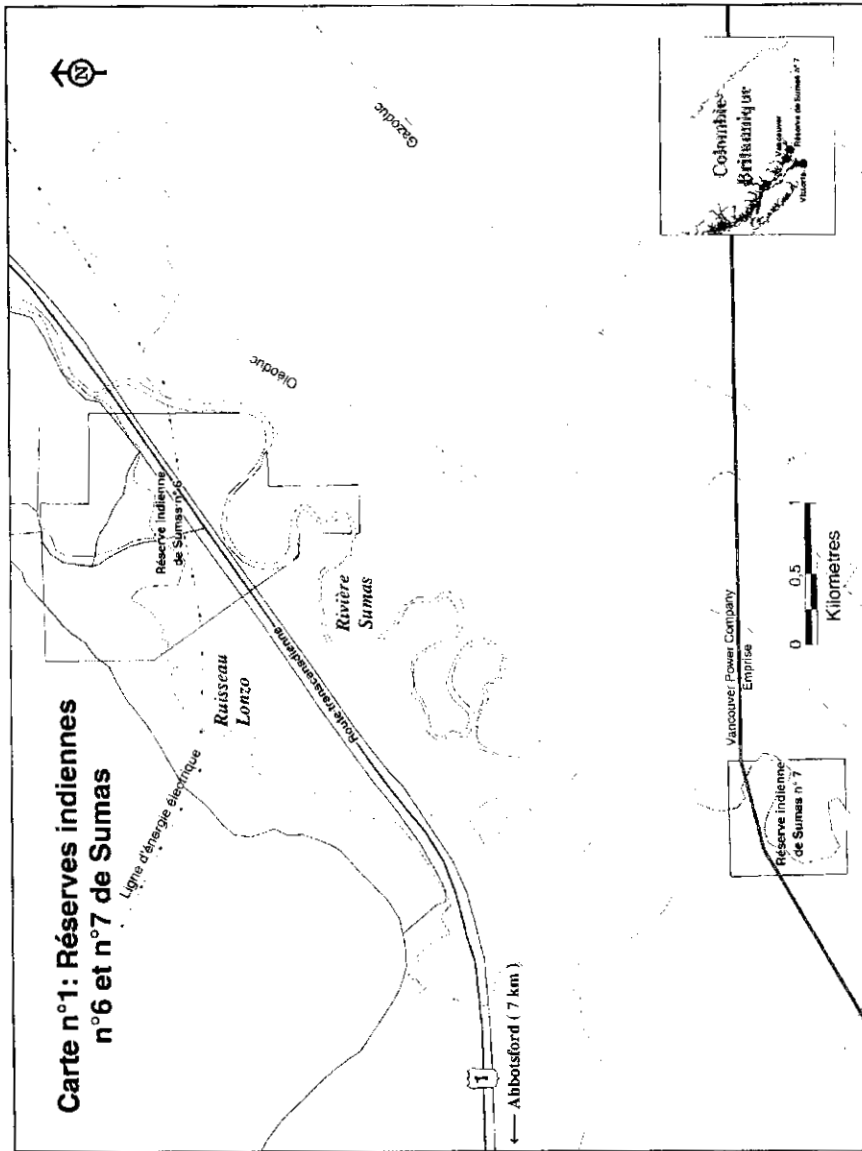 Carte n°1: Réserves indiennes
n°6 et n°7 de Sumas
N
Ligne d'énergie électrique
Ruisseau
Lonzo
Réserve indienne
de Sumas n° 6
Route transcanadienne
Rivière
Sumas
Oléoduc
Gazoduc
1
← Abbotsford ( 7 km )
Vancouver Power Company
Emprise
Réserve indienne
de Sumas n° 7
0 0,5 1
Kilometres
Colombie
Britannique
Vancouver
Victoria
Réserve de Sumas n° 7